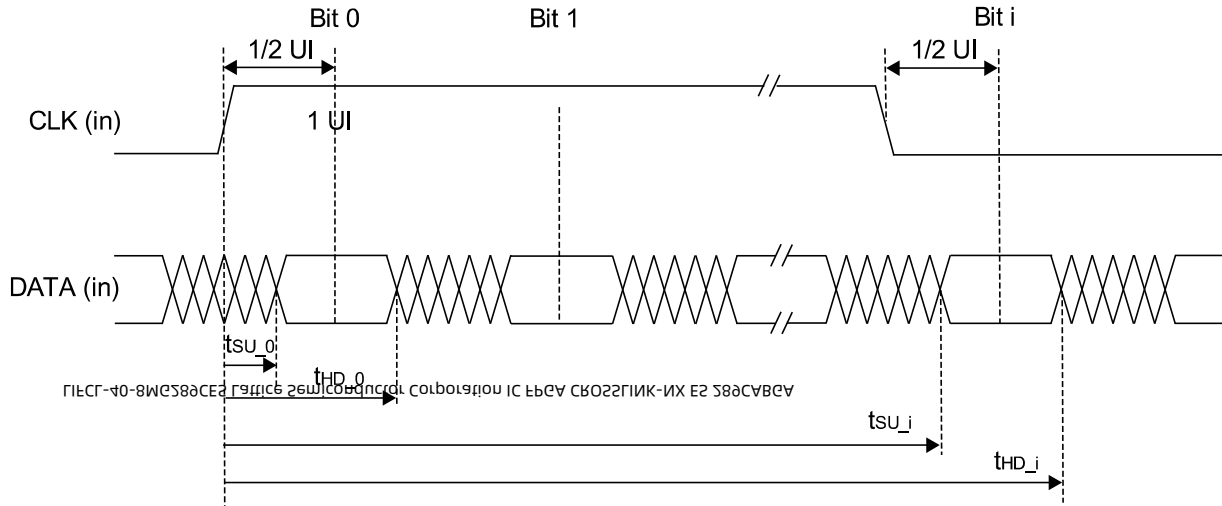 Bit 0 Bit 1 Bit i
1/2 UI 1/2 UI
CLK (in) 1 UI
DATA (in)
tSU_0
tHD_0
LIFCL-40-8MG289CES Lattice Semiconductor Corporation IC FPGA CROSSLINK-NX ES 289CABGA
tSU_i
tHD_i